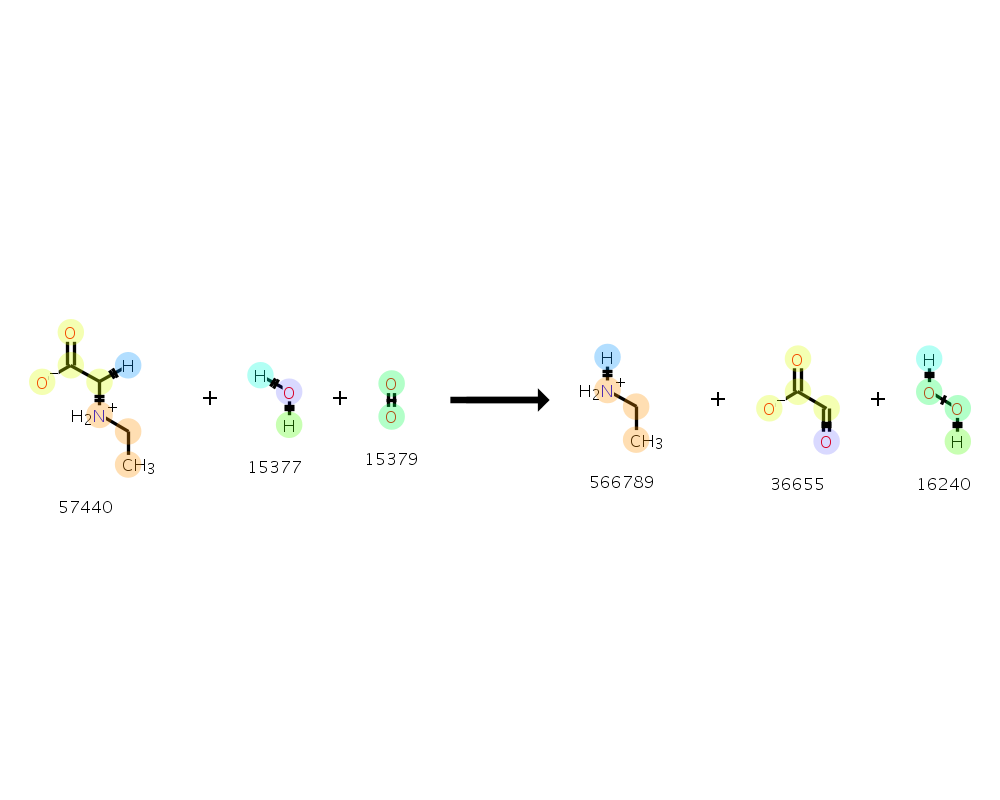 O
O −
H
H2N +
CH3
57440
+
H
O
H
15377
+
O
O
15379
H
H2N +
CH3
566789
+
O
O −
O
36655
+
H
O
O
H
16240